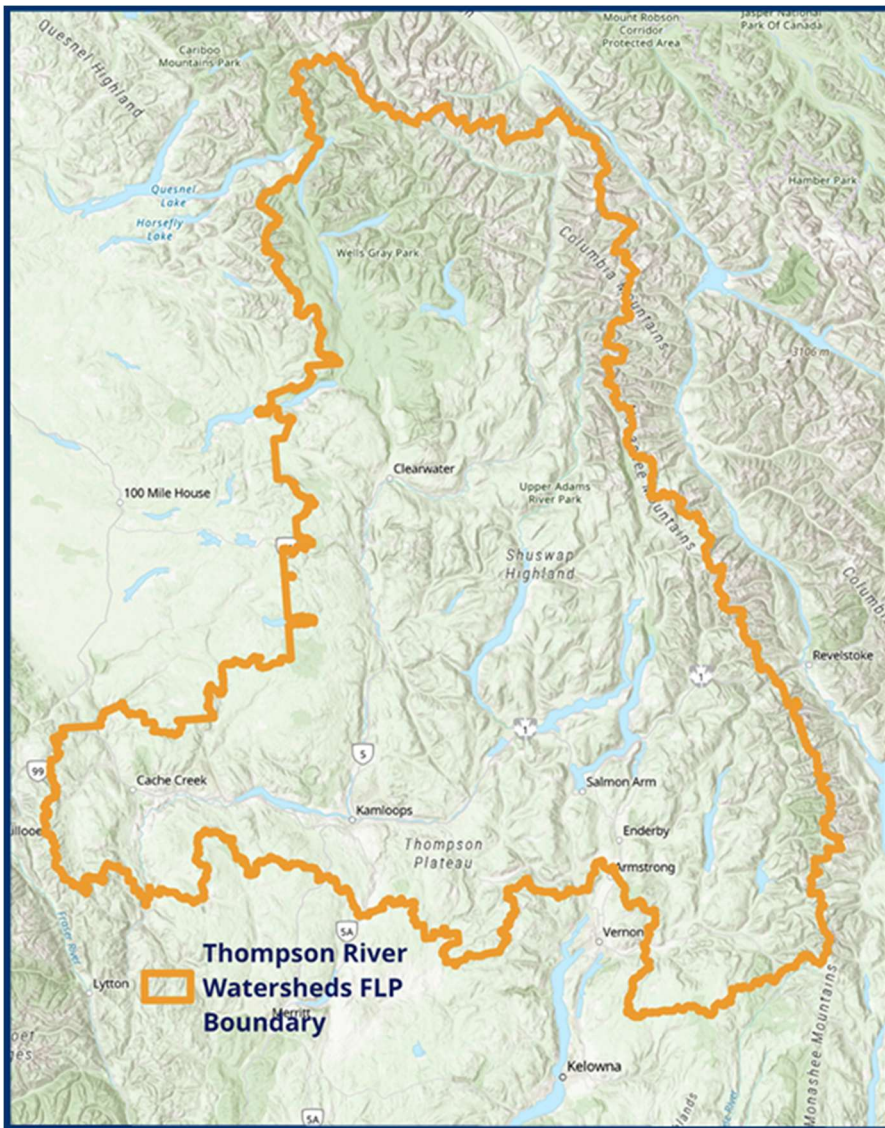 Jasper National
Park Of Canada
Mount Robson
Corridor
Protected Area
Quesnel Highland
Cariboo
Mountains Park
Hamber Park
Quesnel
Lake
Horsefly
Lake
Wells Gray Park
Columbia Mountains
3106 m
Clearwater
100 Mile House
Upper Adams
River Park
Mountains
Shuswap
Highland
Revelstoke
1
1
5
99
Cache Creek
Salmon Arm
Kamloops
Enderby
Thompson
Plateau
Armstrong
5A
Vernon
Fraser River
Thompson River
Watersheds FLP
Boundary
Lytton
Merritt
Monashee Mountains
Kelowna
5A